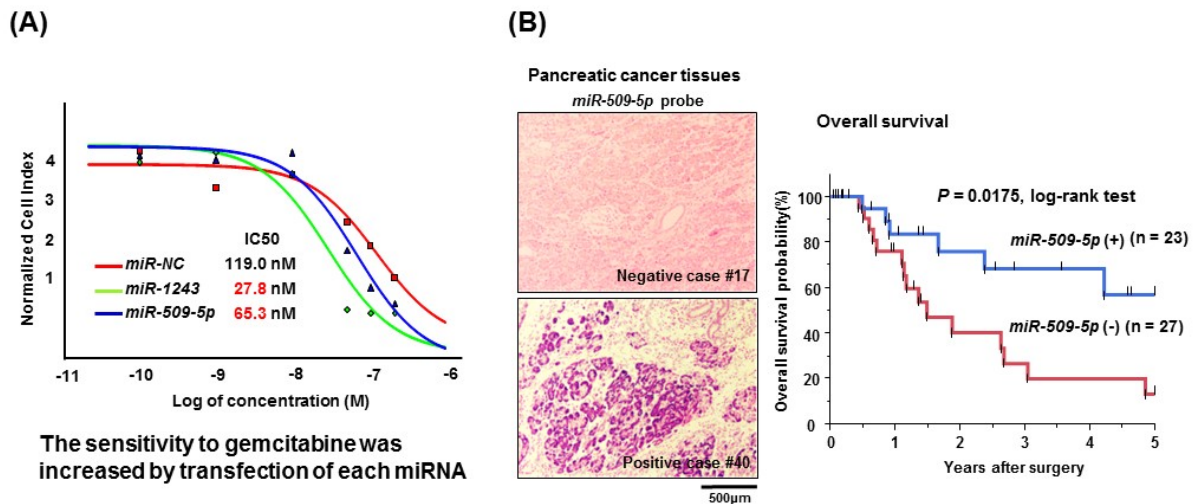 (A)
Normalized Cell Index
4
3
2
1
IC50
miR-NC 119.0 nM
miR-1243 27.8 nM
miR-509-5p 65.3 nM
-11 -10 -9 -8 -7 -6
Log of concentration (M)
The sensitivity to gemcitabine was
increased by transfection of each miRNA
(B)
Pancreatic cancer tissues
miR-509-5p probe
Negative case #17
Positive case #40
500μm
Overall survival
Overall survival probability(%)
100
80
60
40
20
0
P = 0.0175, log-rank test
miR-509-5p (+) (n = 23)
miR-509-5p (-) (n = 27)
0 1 2 3 4 5
Years after surgery